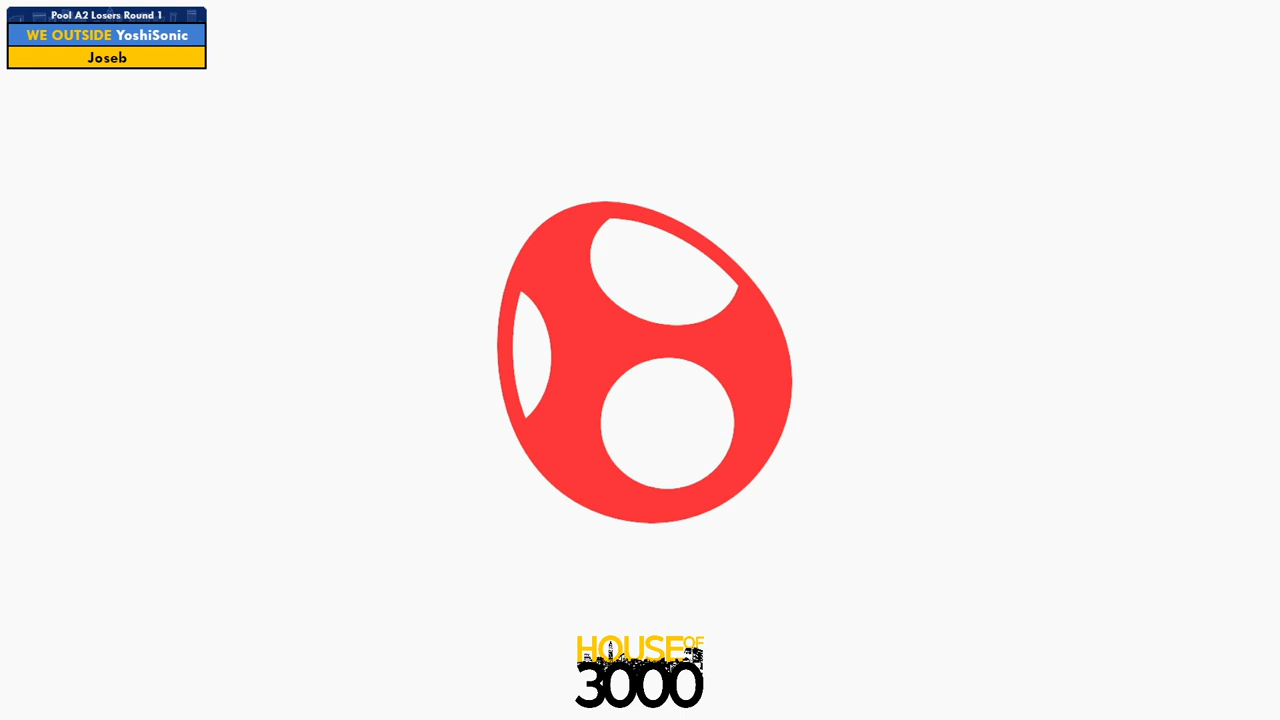 Pool A2 Losers Round 1
WE OUTSIDE YoshiSonic
Joseb
HOUSE OF
3000